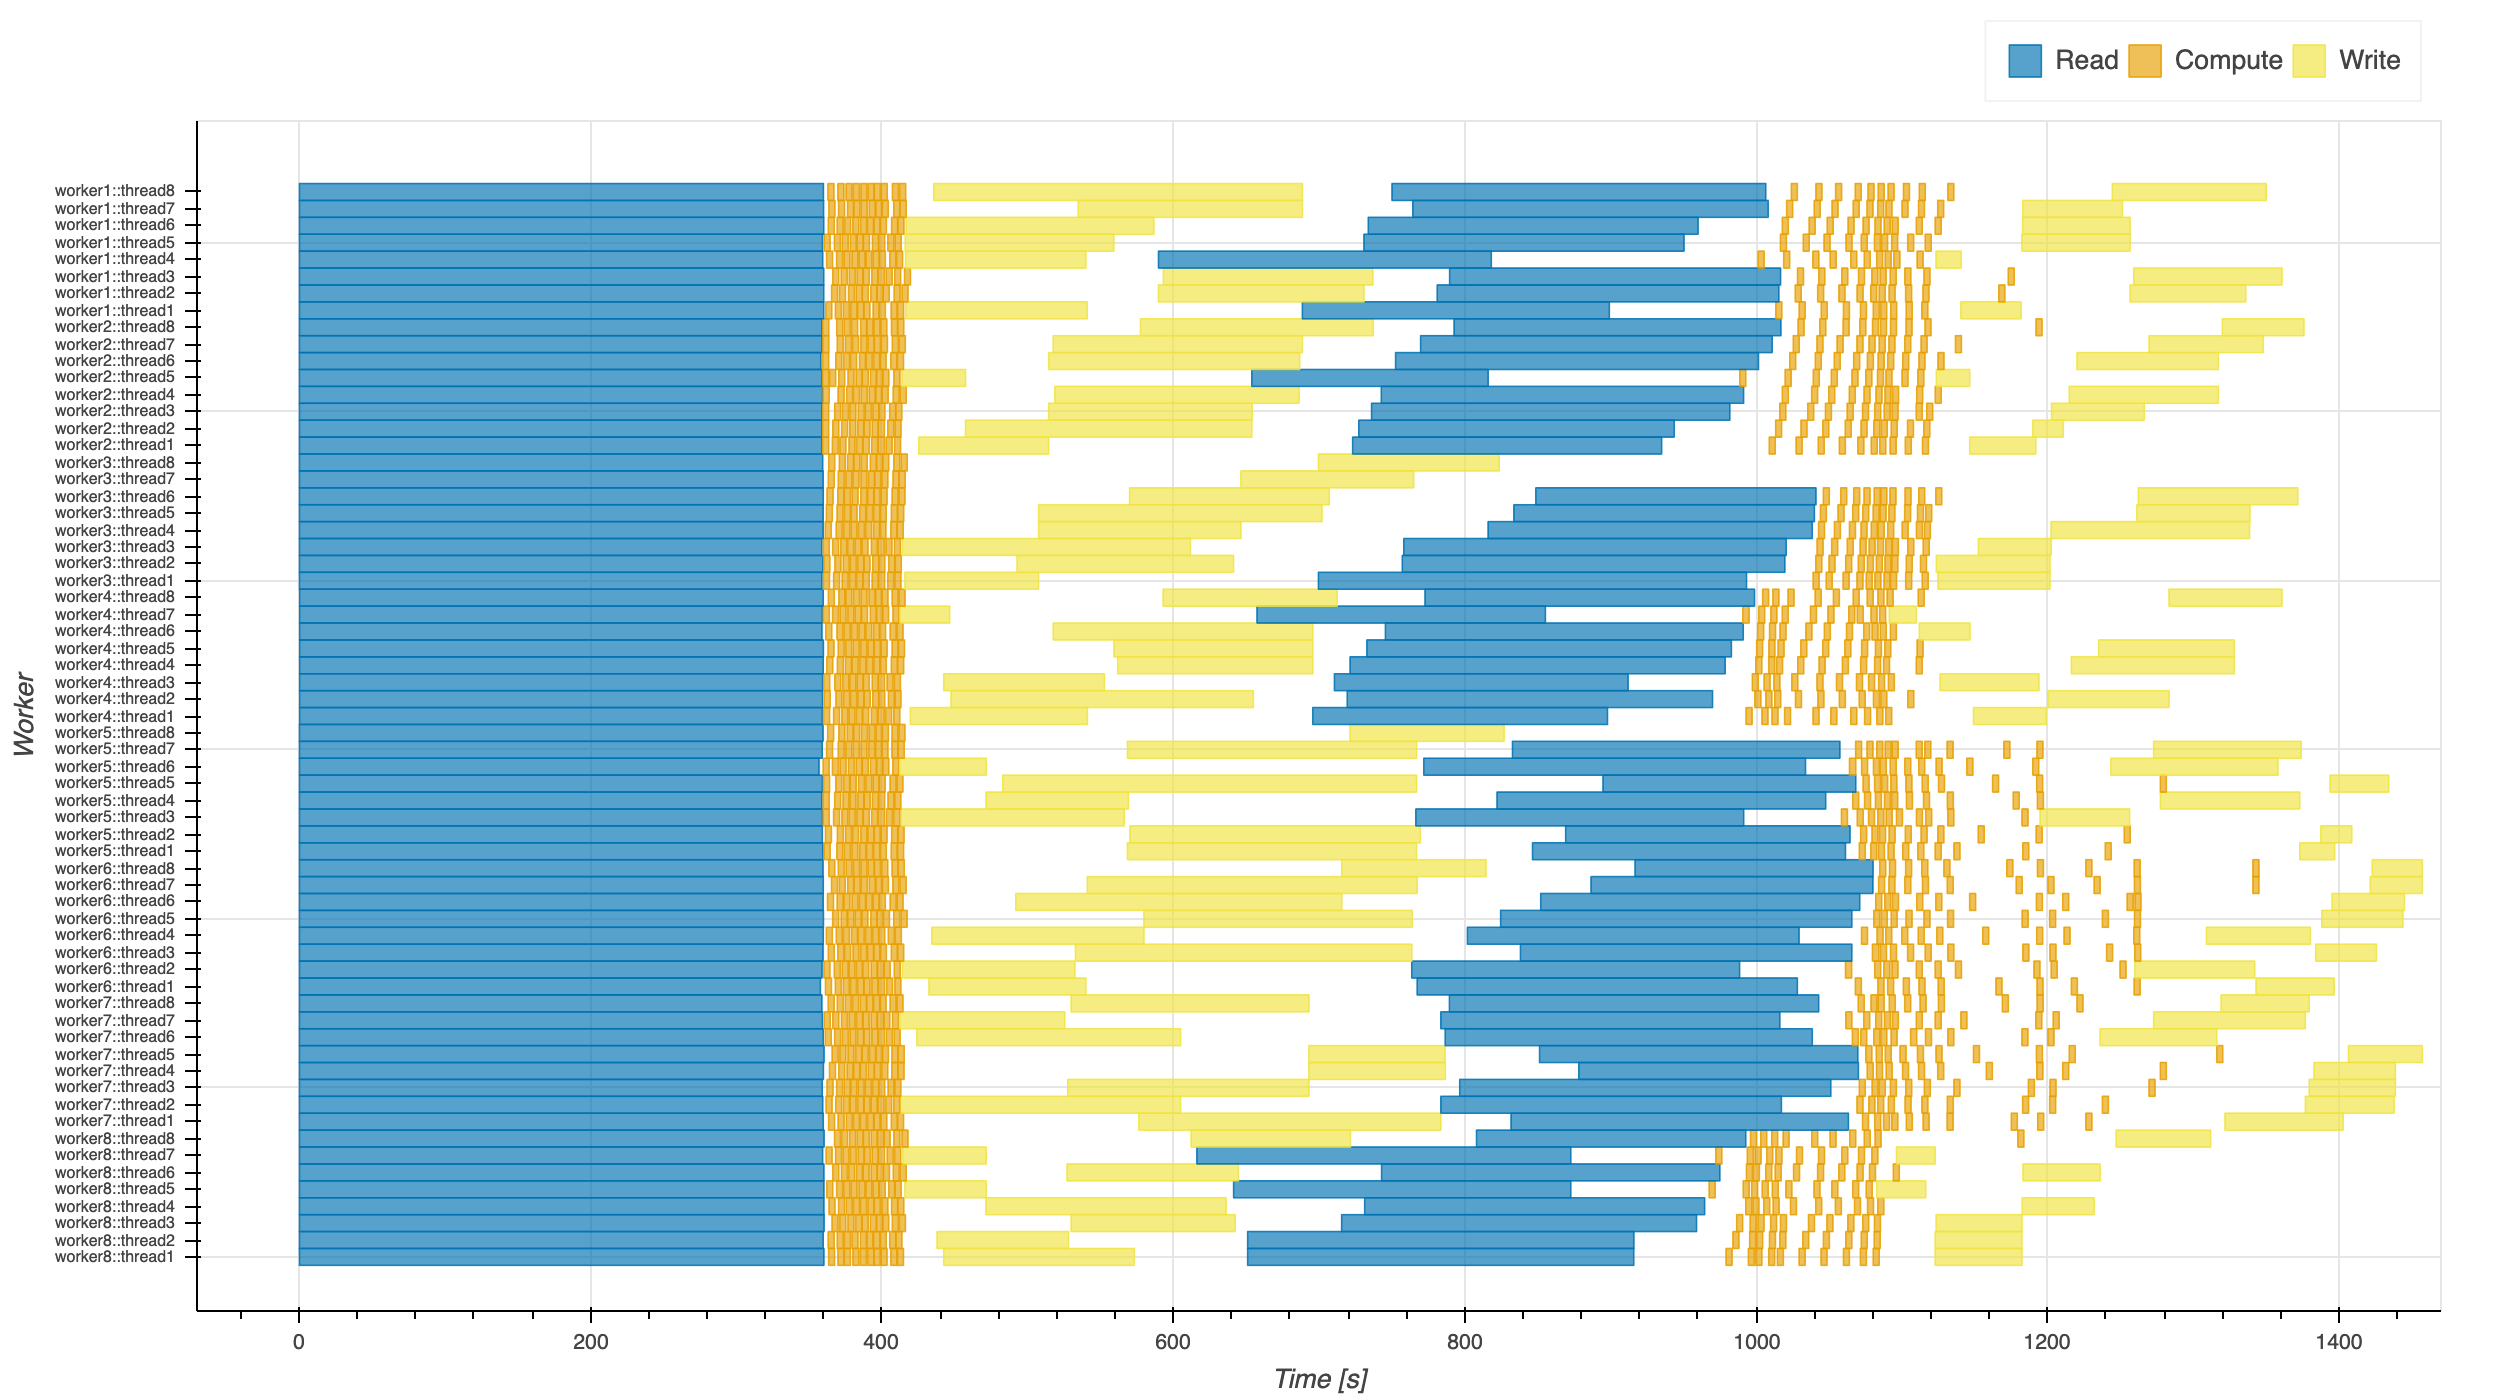 Read Compute Write
worker1::thread8
worker1::thread7
worker1::thread6
worker1::thread5
worker1::thread4
worker1::thread3
worker1::thread2
worker1::thread1
worker2::thread8
worker2::thread7
worker2::thread6
worker2::thread5
worker2::thread4
worker2::thread3
worker2::thread2
worker2::thread1
worker3::thread8
worker3::thread7
worker3::thread6
worker3::thread5
worker3::thread4
worker3::thread3
worker3::thread2
worker3::thread1
worker4::thread8
worker4::thread7
worker4::thread6
worker4::thread5
worker4::thread4
worker4::thread3
worker4::thread2
worker4::thread1
worker5::thread8
worker5::thread7
worker5::thread6
worker5::thread5
worker5::thread4
worker5::thread3
worker5::thread2
worker5::thread1
worker6::thread8
worker6::thread7
worker6::thread6
worker6::thread5
worker6::thread4
worker6::thread3
worker6::thread2
worker6::thread1
worker7::thread8
worker7::thread7
worker7::thread6
worker7::thread5
worker7::thread4
worker7::thread3
worker7::thread2
worker7::thread1
worker8::thread8
worker8::thread7
worker8::thread6
worker8::thread5
worker8::thread4
worker8::thread3
worker8::thread2
worker8::thread1
Worker
0 200 400 600 800 1000 1200 1400
Time [s]